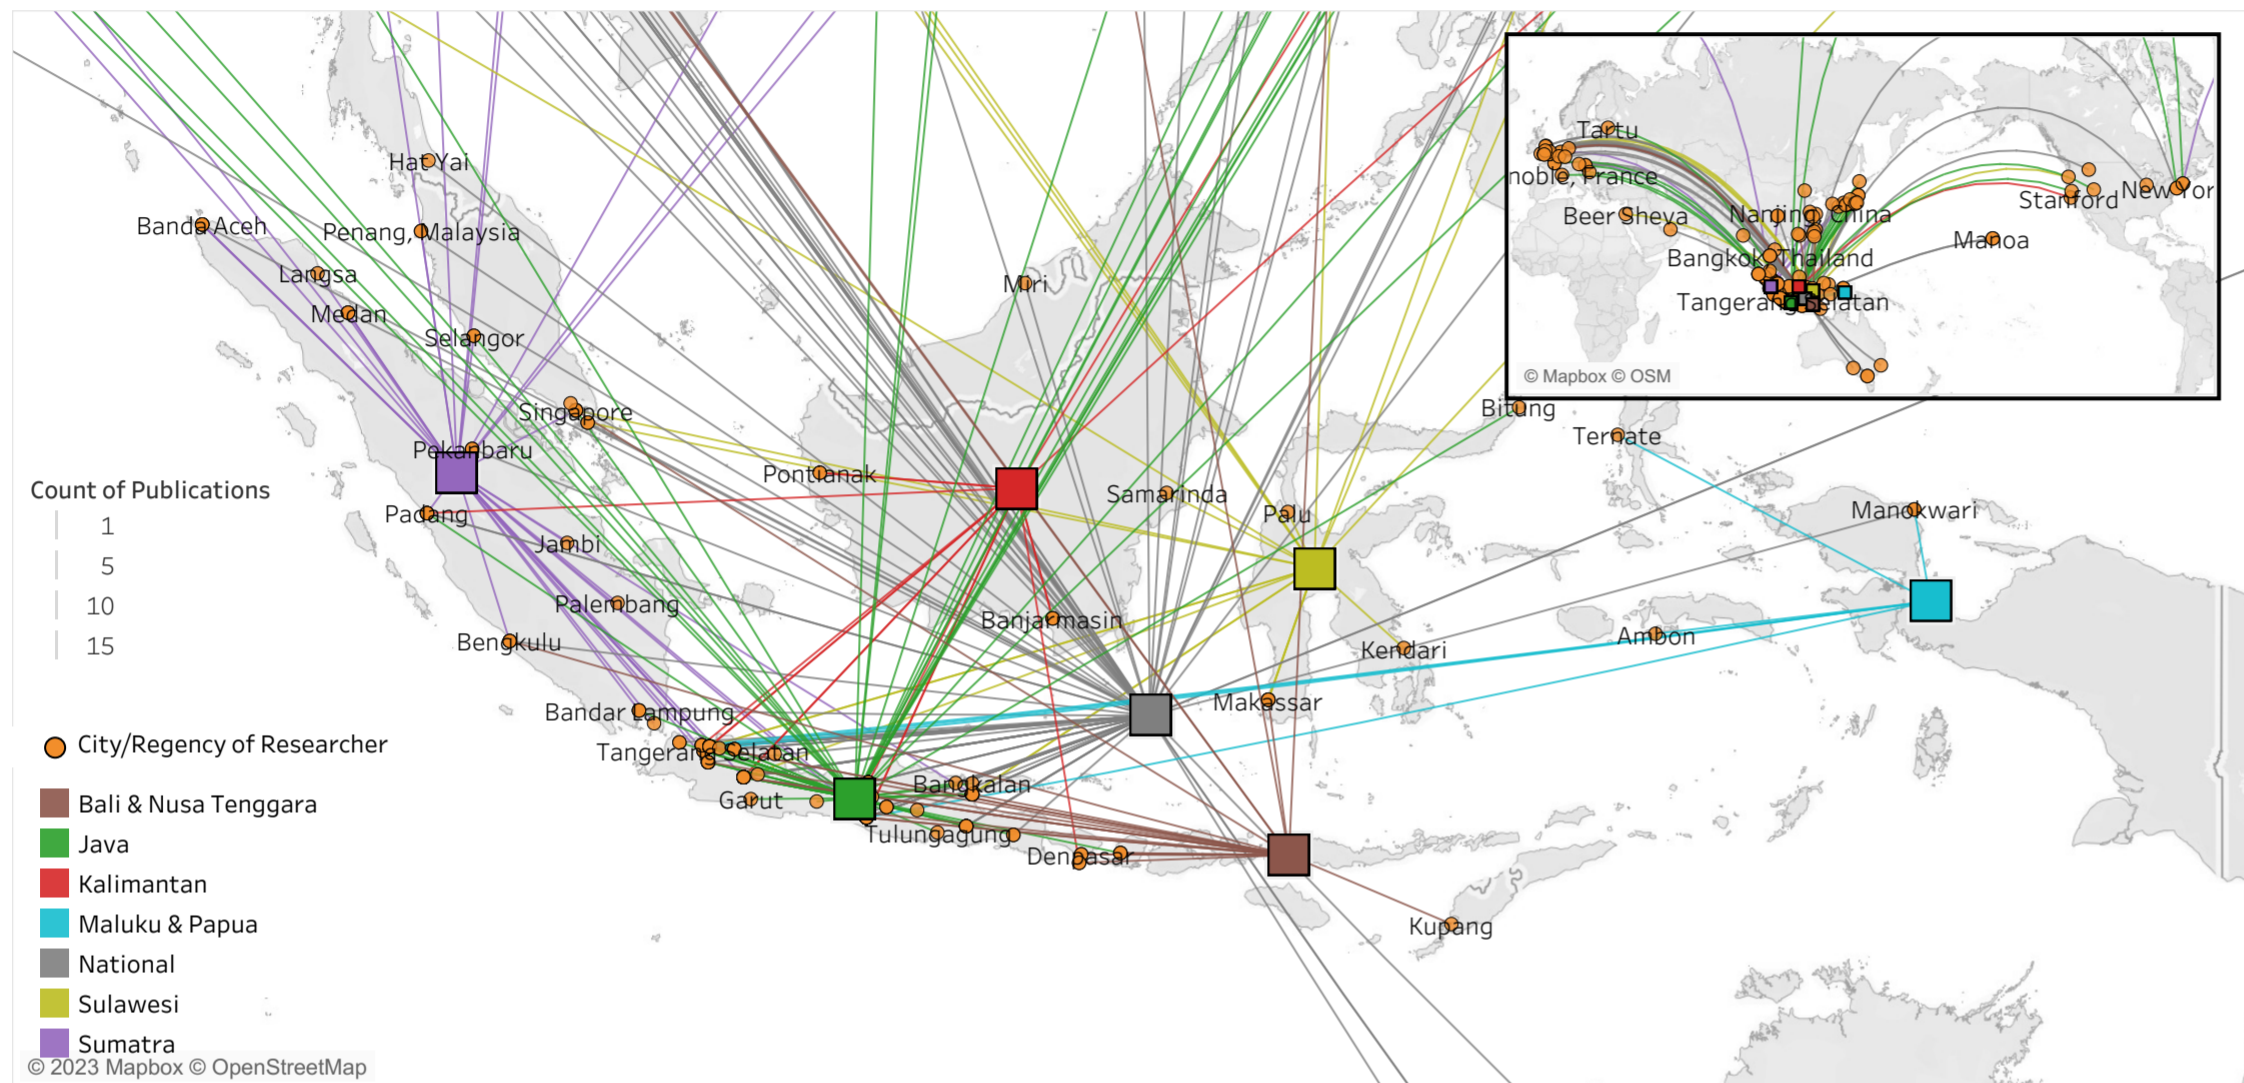 Tartu
noble, France
Beer Sheva
Nanjing, China
Stanford
New Yor
Manoa
Bangkok, Thailand
Tangerang Selatan
© Mapbox © OSM
Hat Yai
Banda Aceh
Penang, Malaysia
Langsa
Medan
Selangor
Miri
Singapore
Bitung
Ternate
Pekanbaru
Pontianak
Samarinda
Palu
Manokwari
Padang
Jambi
Palembang
Banjarmasin
Bengkulu
Kendari
Ambon
Makassar
Bandar Lampung
Tangerang Selatan
Garut
Bangkalan
Tulungagung
Denpasar
Kupang
Count of Publications
1
5
10
15
City/Regency of Researcher
Bali & Nusa Tenggara
Java
Kalimantan
Maluku & Papua
National
Sulawesi
Sumatra
© 2023 Mapbox © OpenStreetMap